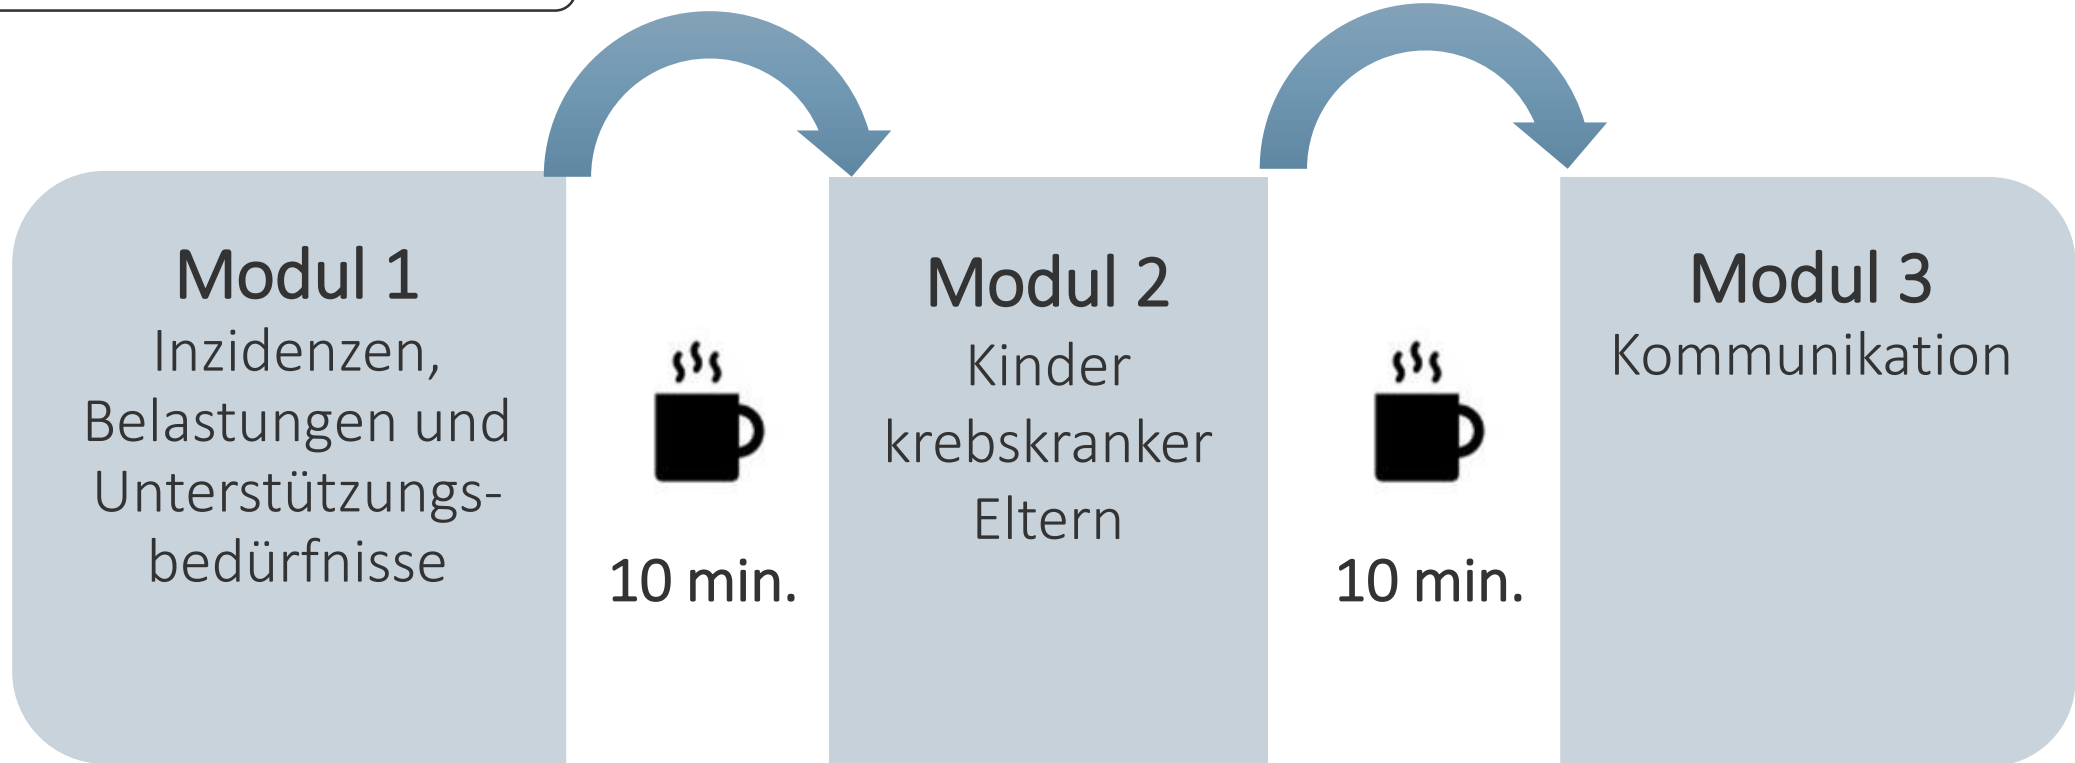 Modul 1
Inzidenzen,
Belastungen und
Unterstützungs-
bedürfnisse
10 min.
Modul 2
Kinder
krebskranker
Eltern
10 min.
Modul 3
Kommunikation